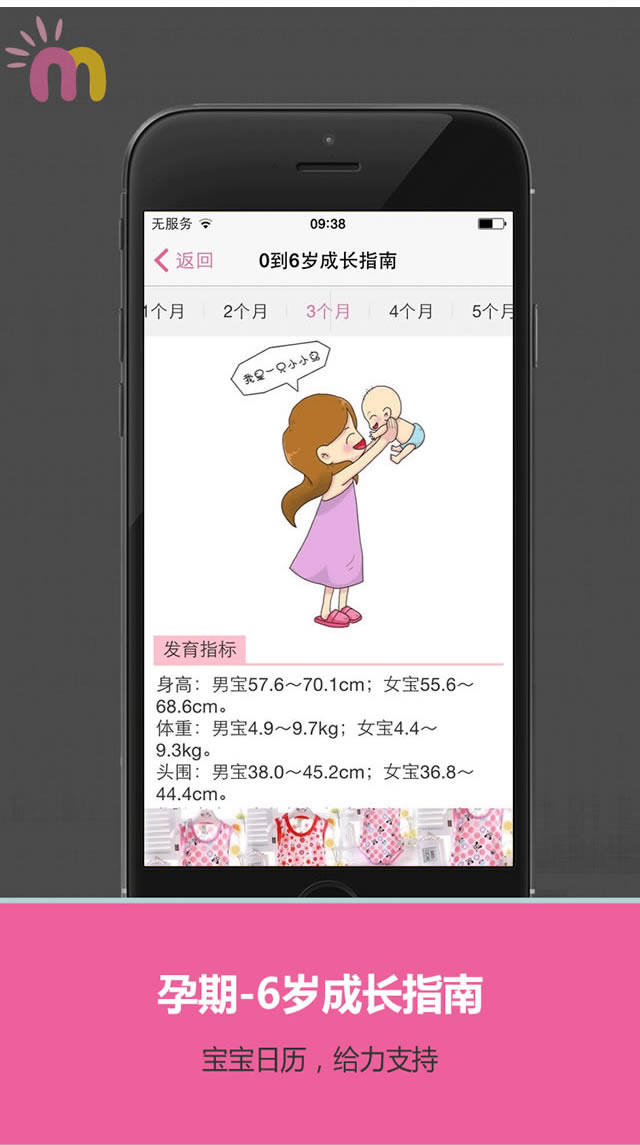 无服务 09:38
返回 0到6岁成长指南
1个月 2个月 3个月 4个月 5个月
我是一只小小鸟
发育指标
身高：男宝57.6～70.1cm；女宝55.6～
68.6cm。
体重：男宝4.9～9.7kg；女宝4.4～
9.3kg。
头围：男宝38.0～45.2cm；女宝36.8～
44.4cm。
孕期-6岁成长指南
宝宝日历，给力支持